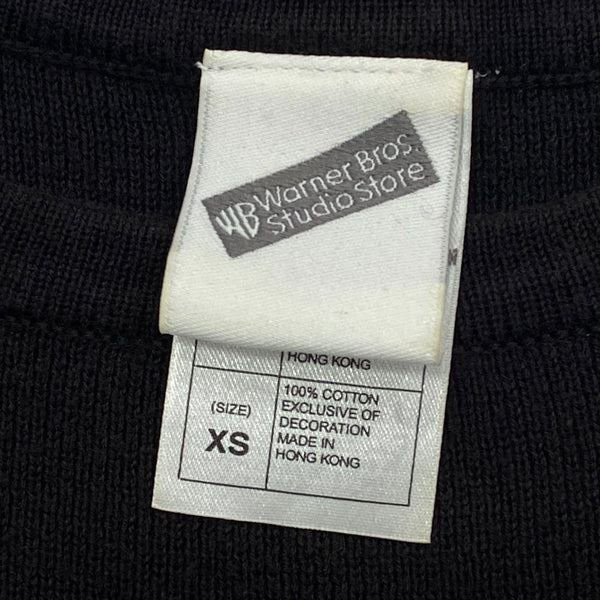 WB Warner Bros.
Studio Store
HONG KONG
(SIZE)
XS
100% COTTON
EXCLUSIVE OF
DECORATION
MADE IN
HONG KONG